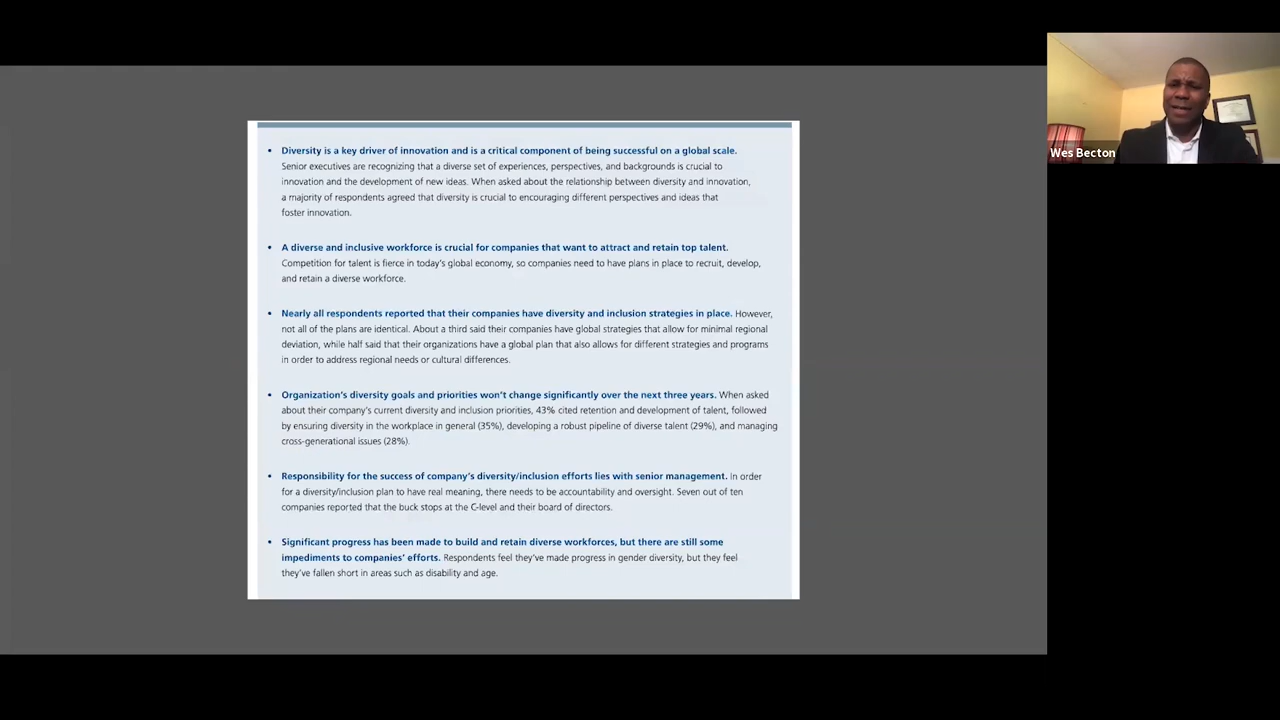 • Diversity is a key driver of innovation and is a critical component of being successful on a global scale.
Senior executives are recognizing that a diverse set of experiences, perspectives, and backgrounds is crucial to
innovation and the development of new ideas. When asked about the relationship between diversity and innovation,
a majority of respondents agreed that diversity is crucial to encouraging different perspectives and ideas that
foster innovation.
• A diverse and inclusive workforce is crucial for companies that want to attract and retain top talent.
Competition for talent is fierce in today's global economy, so companies need to have plans in place to recruit, develop,
and retain a diverse workforce.
• Nearly all respondents reported that their companies have diversity and inclusion strategies in place. However,
not all of the plans are identical. About a third said their companies have global strategies that allow for minimal regional
deviation, while half said that their organizations have a global plan that also allows for different strategies and programs
in order to address regional needs or cultural differences.
• Organization's diversity goals and priorities won't change significantly over the next three years. When asked
about their company's current diversity and inclusion priorities, 43% cited retention and development of talent, followed
by ensuring diversity in the workplace in general (35%), developing a robust pipeline of diverse talent (29%), and managing
cross-generational issues (28%).
• Responsibility for the success of company's diversity/inclusion efforts lies with senior management. In order
for a diversity/inclusion plan to have real meaning, there needs to be accountability and oversight. Seven out of ten
companies reported that the buck stops at the C-level and their board of directors.
• Significant progress has been made to build and retain diverse workforces, but there are still some
impediments to companies' efforts. Respondents feel they've made progress in gender diversity, but they feel
they've fallen short in areas such as disability and age.
Wes Becton